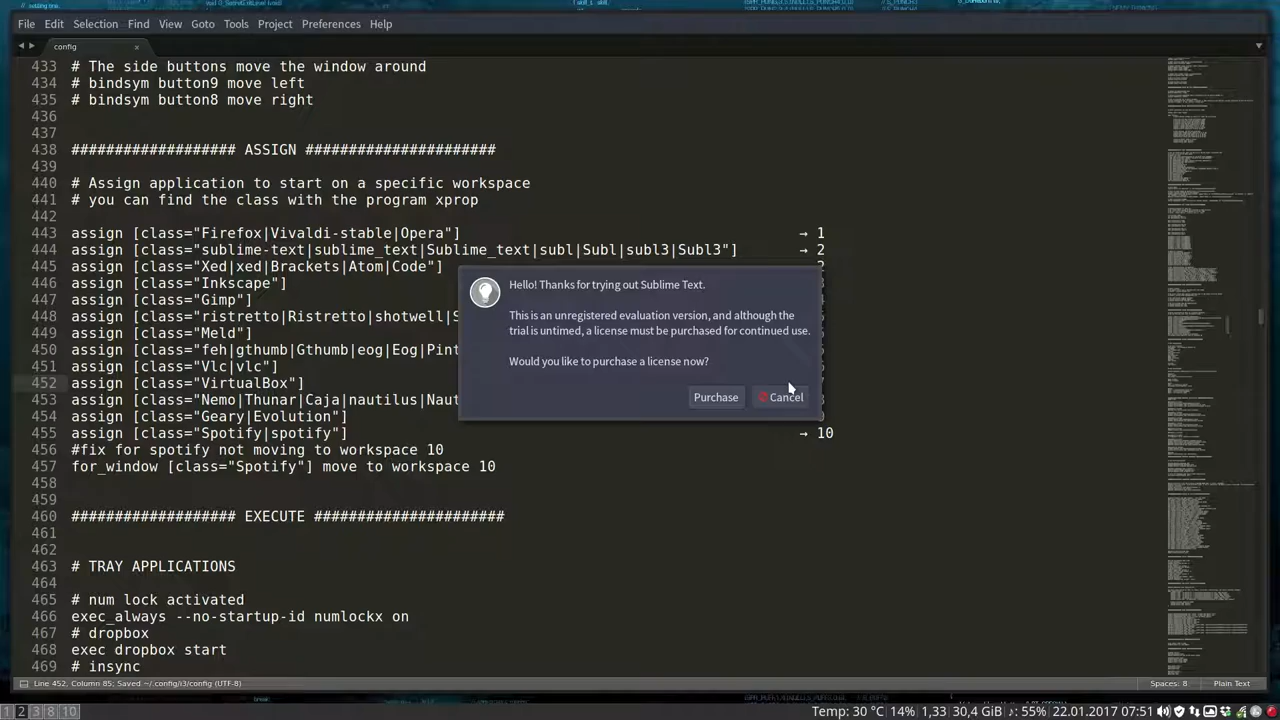 File Edit Selection Find View Goto Tools Project Preferences Help
config
433 # The side buttons move the window around
434 # bindsym button9 move left
435 # bindsym button8 move right
436
437
438 ################### ASSIGN ##################
439
440 # Assign application to start on a specific workspace
441 # you can find the class with the program xprop
442
443 assign [class="Firefox|Vivaldi-stable|Opera"] → 1
444 assign [class="sublime-text|sublime_text|Sublime_text|subl|Subl|subl3|Subl3"] → 2
445 assign [class="Xed|xed|Brackets|Atom|Code"]
446 assign [class="Inkscape"]
447 assign [class="Gimp"]
448 assign [class="ristretto|Ristretto|shotwell|S
449 assign [class="Meld"]
450 assign [class="feh|gthumb|Gthumb|eog|Eog|Pin
451 assign [class="Vlc|vlc"]
452 assign [class="VirtualBox"]
453 assign [class="Nemo|Thunar|Caja|nautilus|Naut
454 assign [class="Geary|Evolution"]
455 assign [class="Spotify|spotify"] → 10
456 #fix for spotify not moving to workspace 10
457 for_window [class="Spotify"] move to workspace
458
459
460 ################### EXECUTE ###################
461
462
463 # TRAY APPLICATIONS
464
465 # num lock activated
466 exec_always --no-startup-id numlockx on
467 # dropbox
468 exec dropbox start
469 # insync
Hello! Thanks for trying out Sublime Text.
This is an unregistered evaluation version, and although the
trial is untimed, a license must be purchased for continued use.
Would you like to purchase a license now?
Purchase Cancel
Line 452, Column 85; Saved ~/.config/i3/config (UTF-8) Spaces: 8 Plain Text
1 2 3 8 10 Temp: 30 °C 14% 1,33 30,4 GiB ♪: 55% 22.01.2017 07:51